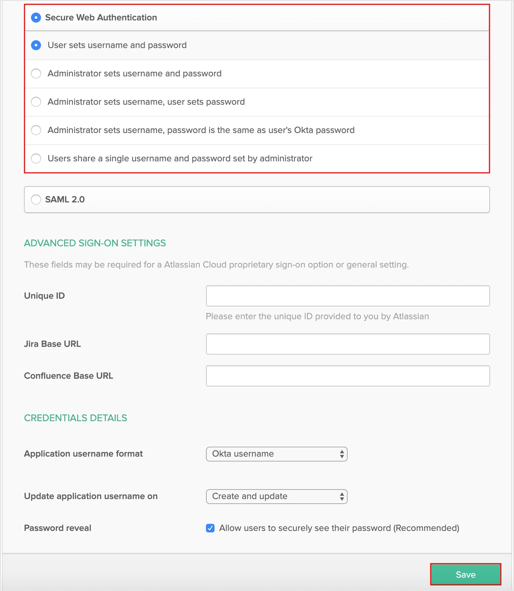 Secure Web Authentication
User sets username and password
Administrator sets username and password
Administrator sets username, user sets password
Administrator sets username, password is the same as user's Okta password
Users share a single username and password set by administrator
SAML 2.0
ADVANCED SIGN-ON SETTINGS
These fields may be required for a Atlassian Cloud proprietary sign-on option or general setting.
Unique ID
Please enter the unique ID provided to you by Atlassian
Jira Base URL
Confluence Base URL
CREDENTIALS DETAILS
Application username format Okta username
Update application username on Create and update
Password reveal Allow users to securely see their password (Recommended)
Save